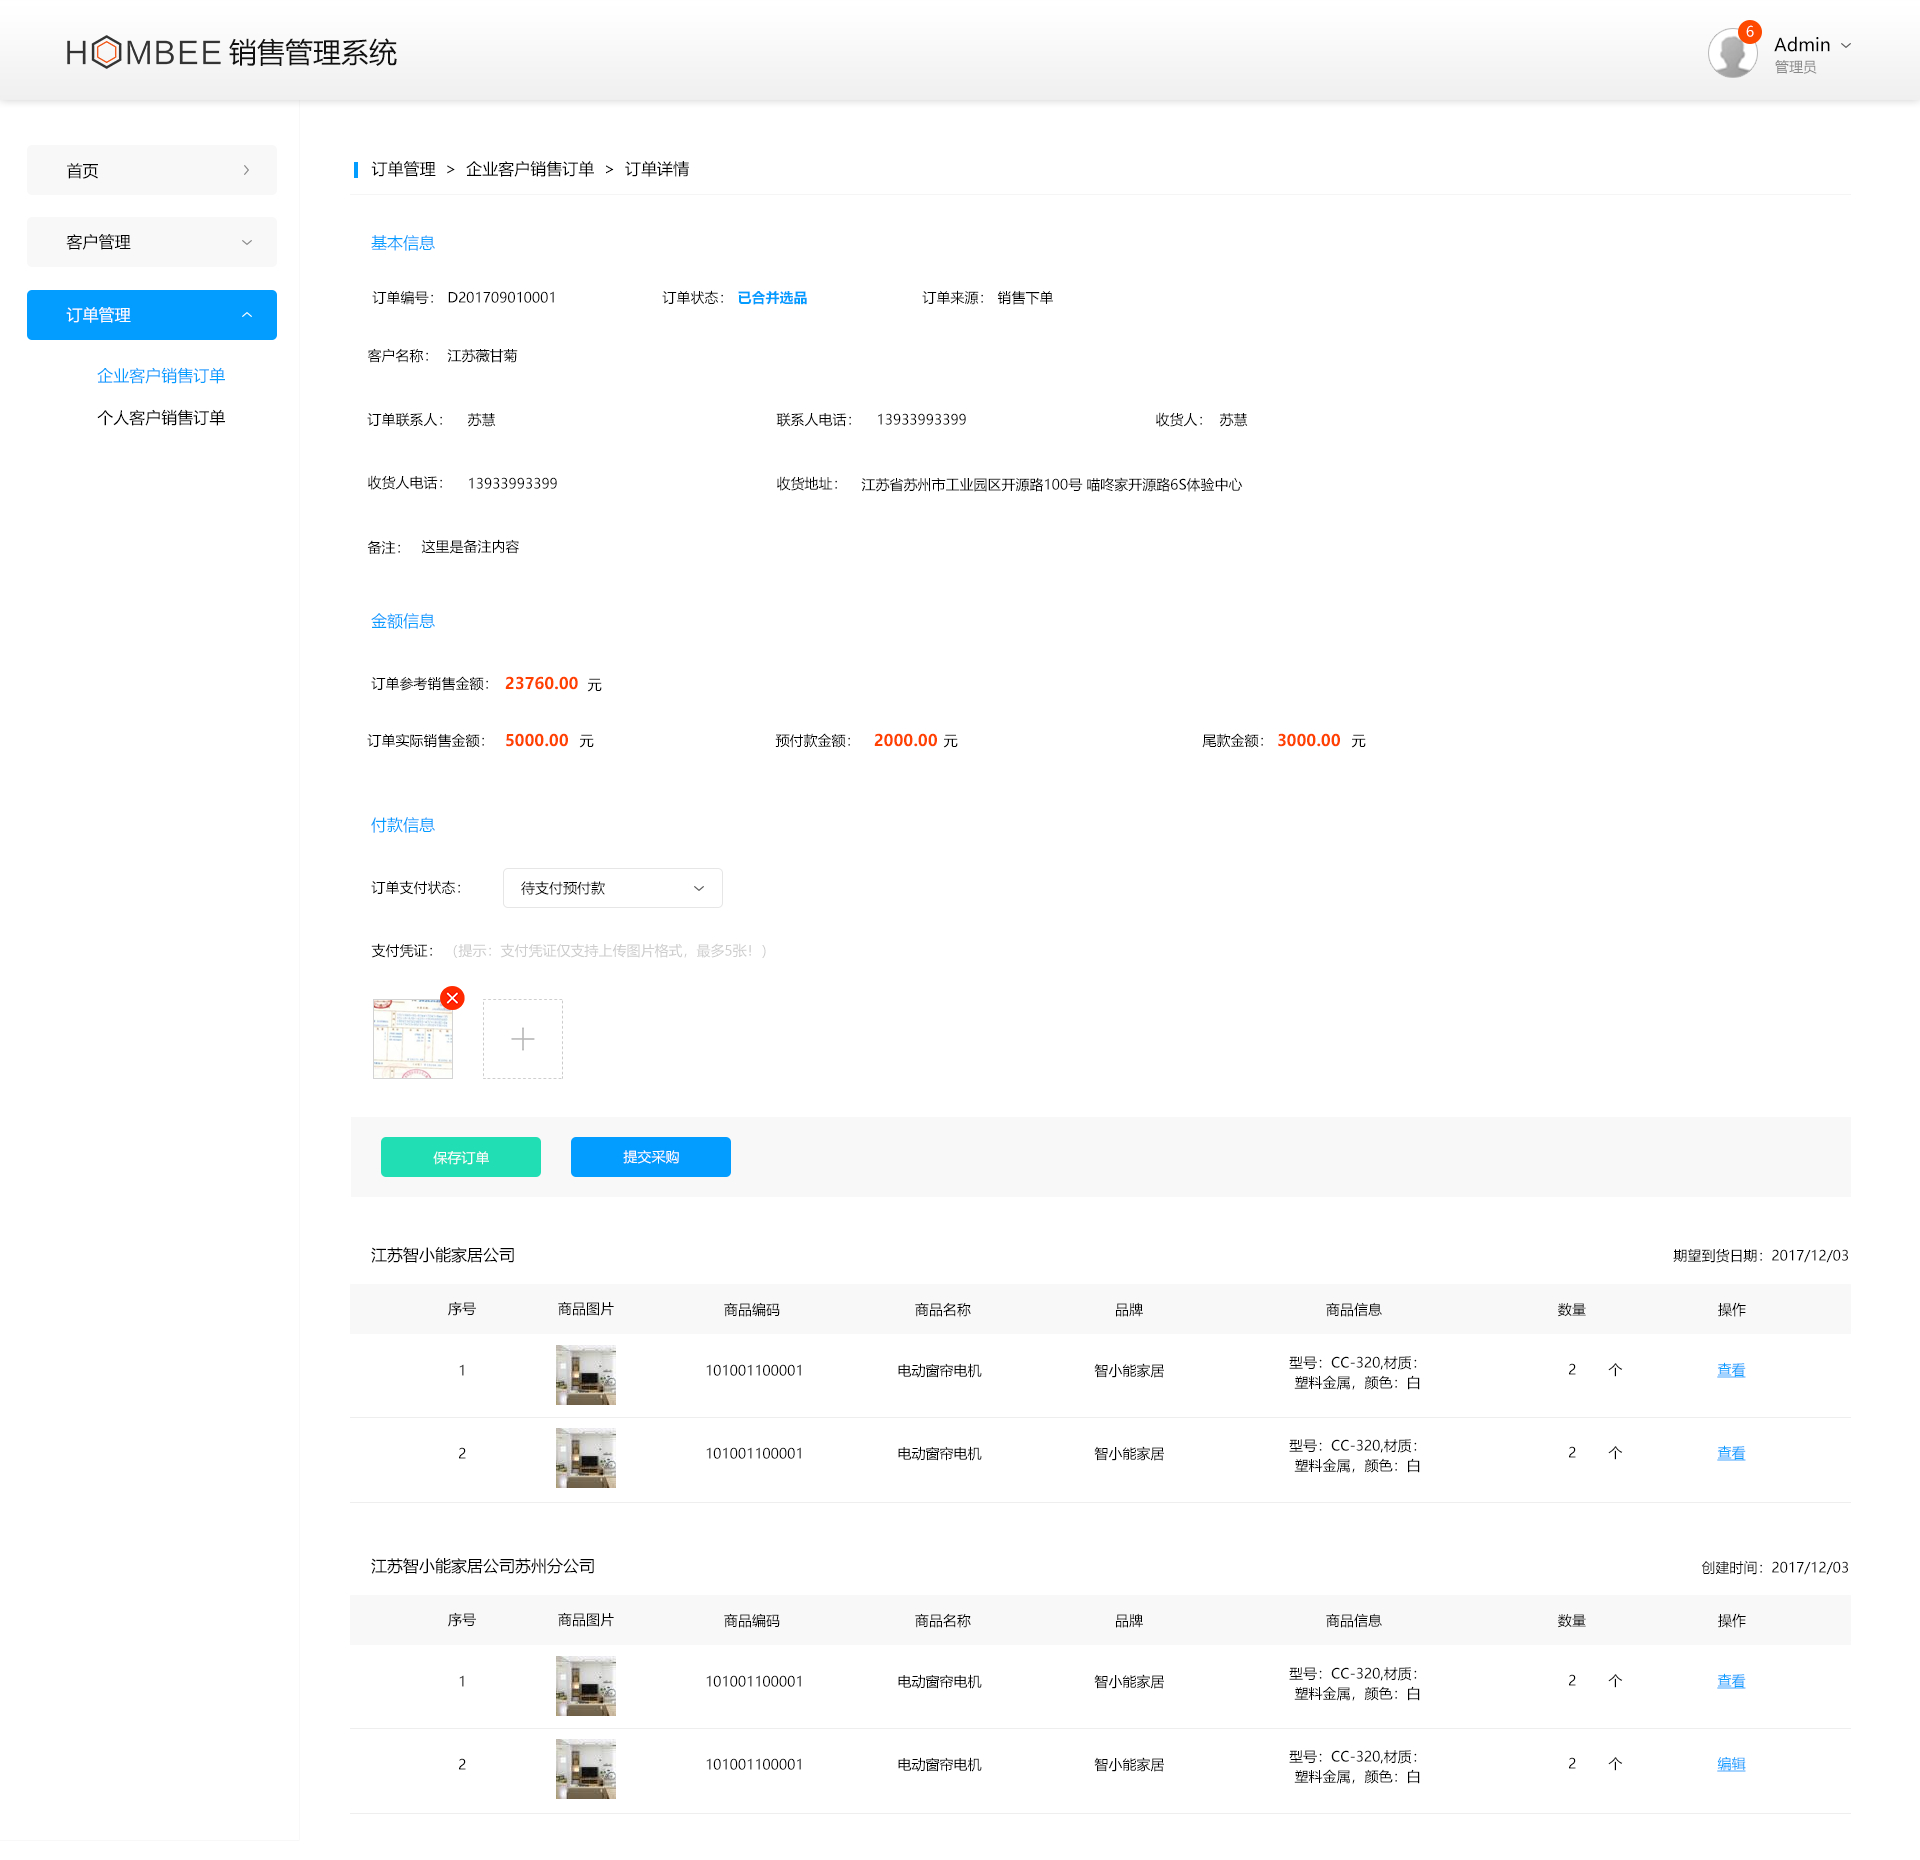 HOMBEE 销售管理系统
6
Admin
管理员
首页
客户管理
订单管理
企业客户销售订单
个人客户销售订单
订单管理 > 企业客户销售订单 > 订单详情
基本信息
订单编号： D201709010001 订单状态： 已合并选品 订单来源： 销售下单
客户名称： 江苏薇甘菊
订单联系人： 苏慧 联系人电话： 13933993399 收货人： 苏慧
收货人电话： 13933993399 收货地址： 江苏省苏州市工业园区开源路100号 喵咚家开源路6S体验中心
备注： 这里是备注内容
金额信息
订单参考销售金额： 23760.00 元
订单实际销售金额： 5000.00 元 预付款金额： 2000.00 元 尾款金额： 3000.00 元
付款信息
订单支付状态： 待支付预付款
支付凭证： （提示：支付凭证仅支持上传图片格式，最多5张！）
保存订单 提交采购
江苏智小能家居公司 期望到货日期：2017/12/03
序号 商品图片 商品编码 商品名称 品牌 商品信息 数量 操作
1 101001100001 电动窗帘电机 智小能家居 型号：CC-320,材质： 2 个 查看
塑料金属，颜色：白
2 101001100001 电动窗帘电机 智小能家居 型号：CC-320,材质： 2 个 查看
塑料金属，颜色：白
江苏智小能家居公司苏州分公司 创建时间：2017/12/03
序号 商品图片 商品编码 商品名称 品牌 商品信息 数量 操作
1 101001100001 电动窗帘电机 智小能家居 型号：CC-320,材质： 2 个 查看
塑料金属，颜色：白
2 101001100001 电动窗帘电机 智小能家居 型号：CC-320,材质： 2 个 编辑
塑料金属，颜色：白